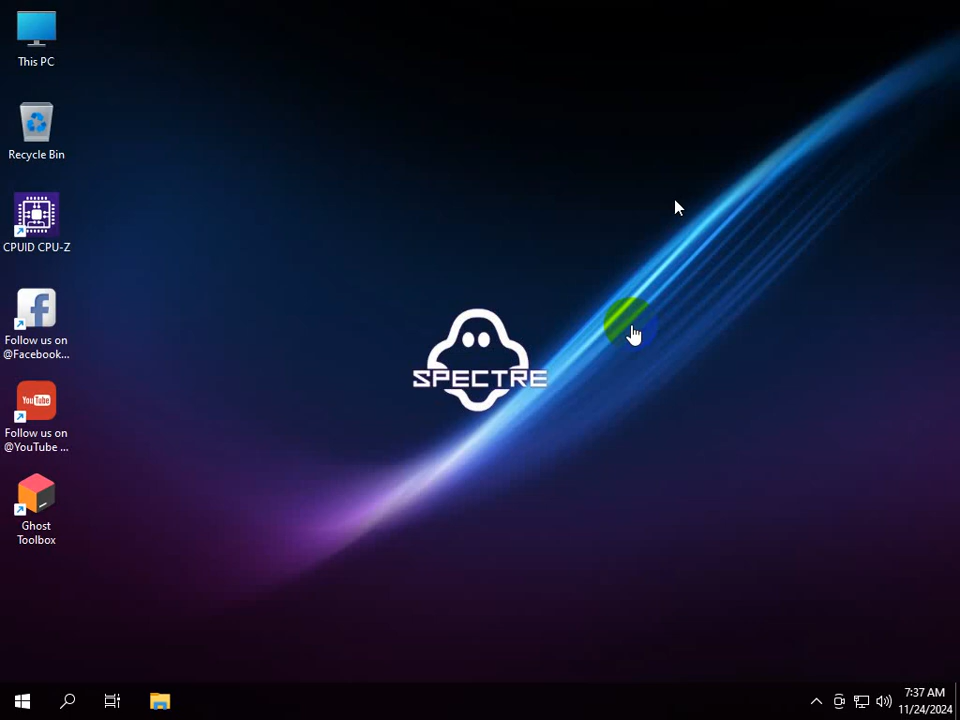 This PC
Recycle Bin
CPUID CPU-Z
Follow us on
@Facebook...
YouTube
Follow us on
@YouTube ...
Ghost
Toolbox
SPECTRE
7:37 AM
11/24/2024